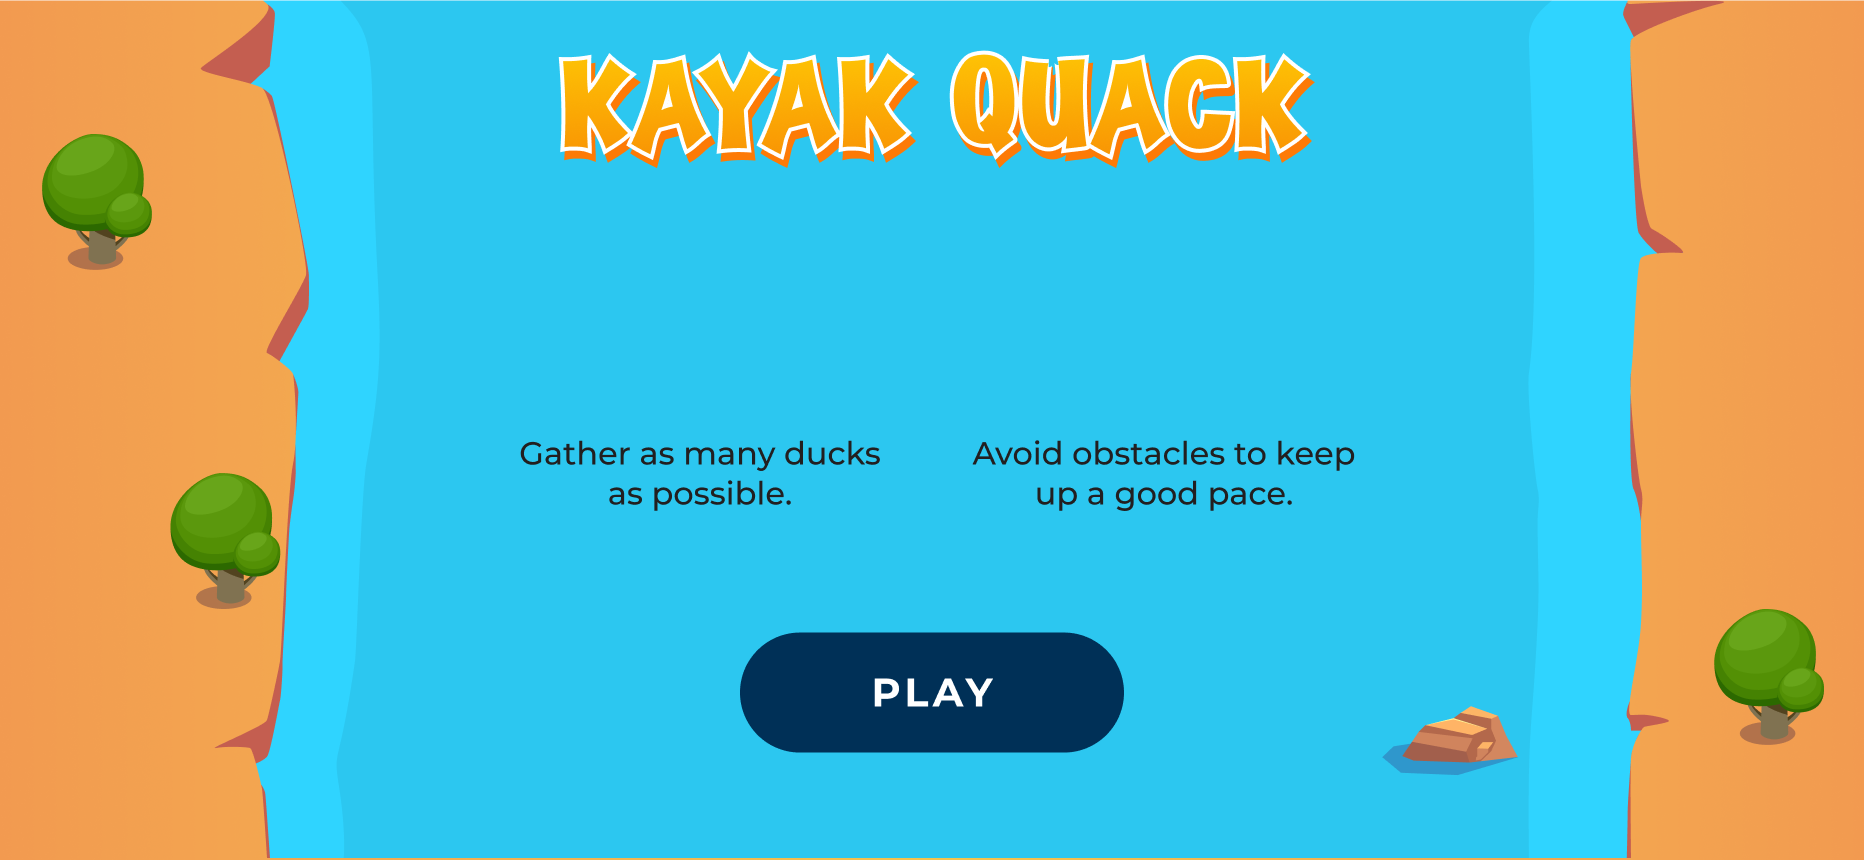 KAYAK QUACK
Gather as many ducks
as possible.
Avoid obstacles to keep
up a good pace.
PLAY